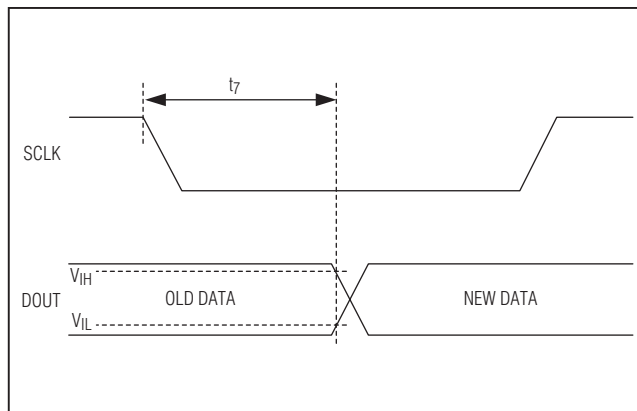 t7
SCLK
VIH
DOUT
OLD DATA
NEW DATA
VIL